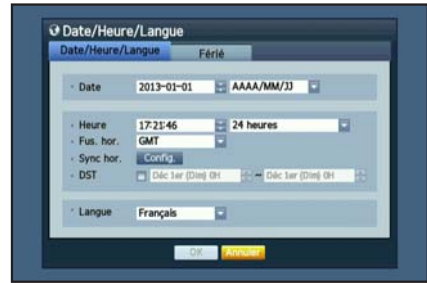 Date/Heure/Langue
Date/Heure/Langue Férié
Date 2013-01-01 AAAA/MM/JJ
Heure 17:21:46 24 heures
Fus. hor. GMT
Sync hor. Config.
DST Déc 1er (Dim) 0H ~ Déc 1er (Dim) 0H
Langue Français
OK Annuler